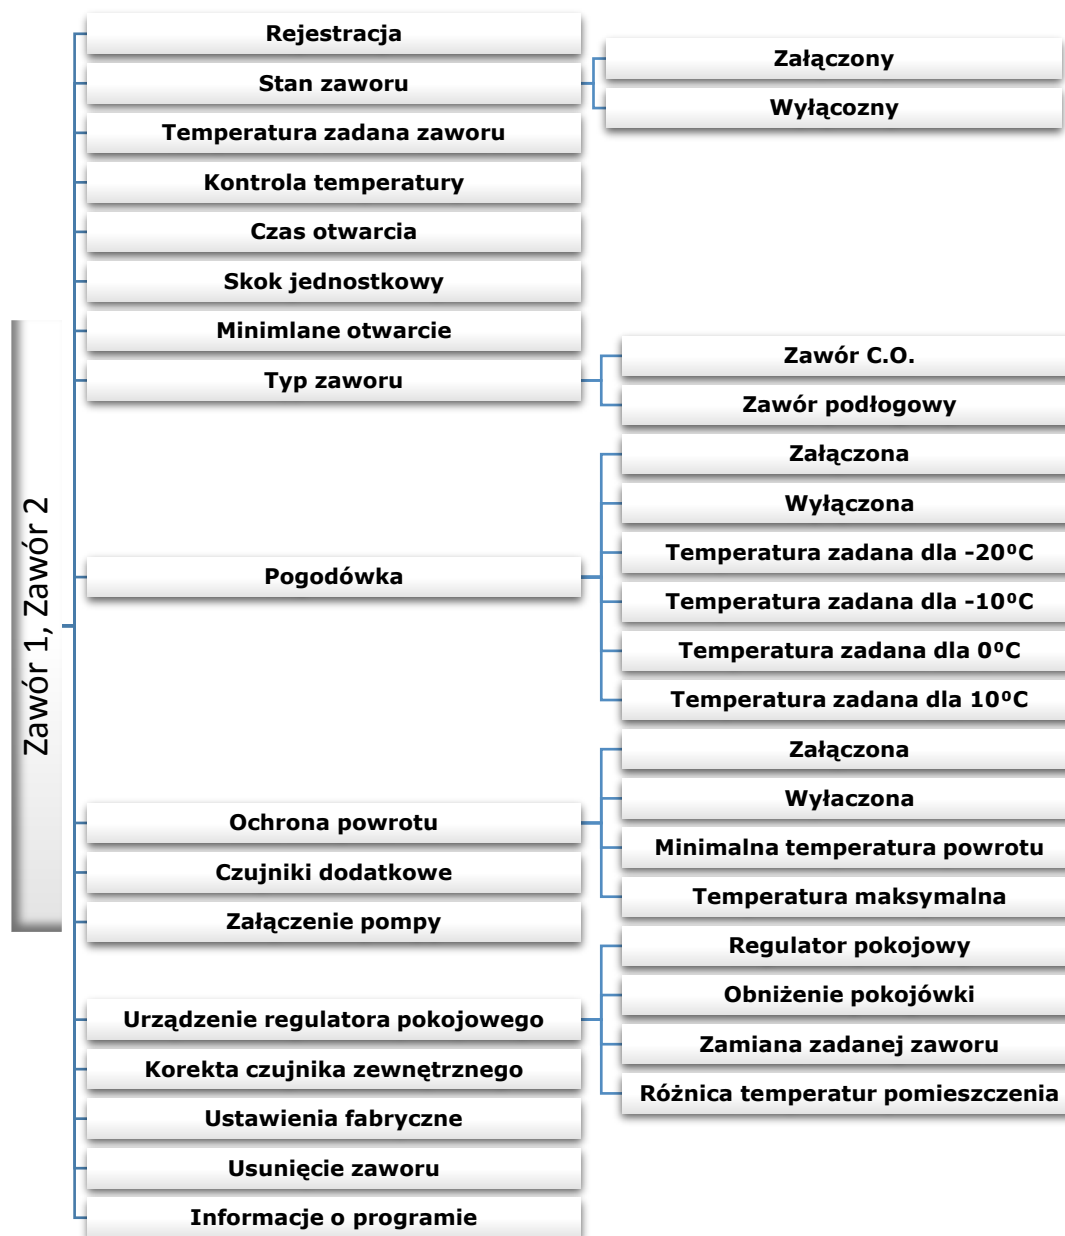 Zawór 1, Zawór 2
Rejestracja
Stan zaworu
Załączony
Wyłącozny
Temperatura zadana zaworu
Kontrola temperatury
Czas otwarcia
Skok jednostkowy
Minimlane otwarcie
Typ zaworu
Zawór C.O.
Zawór podłogowy
Pogodówka
Załączona
Wyłączona
Temperatura zadana dla -20ºC
Temperatura zadana dla -10ºC
Temperatura zadana dla 0ºC
Temperatura zadana dla 10ºC
Ochrona powrotu
Załączona
Wyłaczona
Minimalna temperatura powrotu
Temperatura maksymalna
Czujniki dodatkowe
Załączenie pompy
Urządzenie regulatora pokojowego
Regulator pokojowy
Obniżenie pokojówki
Zamiana zadanej zaworu
Różnica temperatur pomieszczenia
Korekta czujnika zewnętrznego
Ustawienia fabryczne
Usunięcie zaworu
Informacje o programie